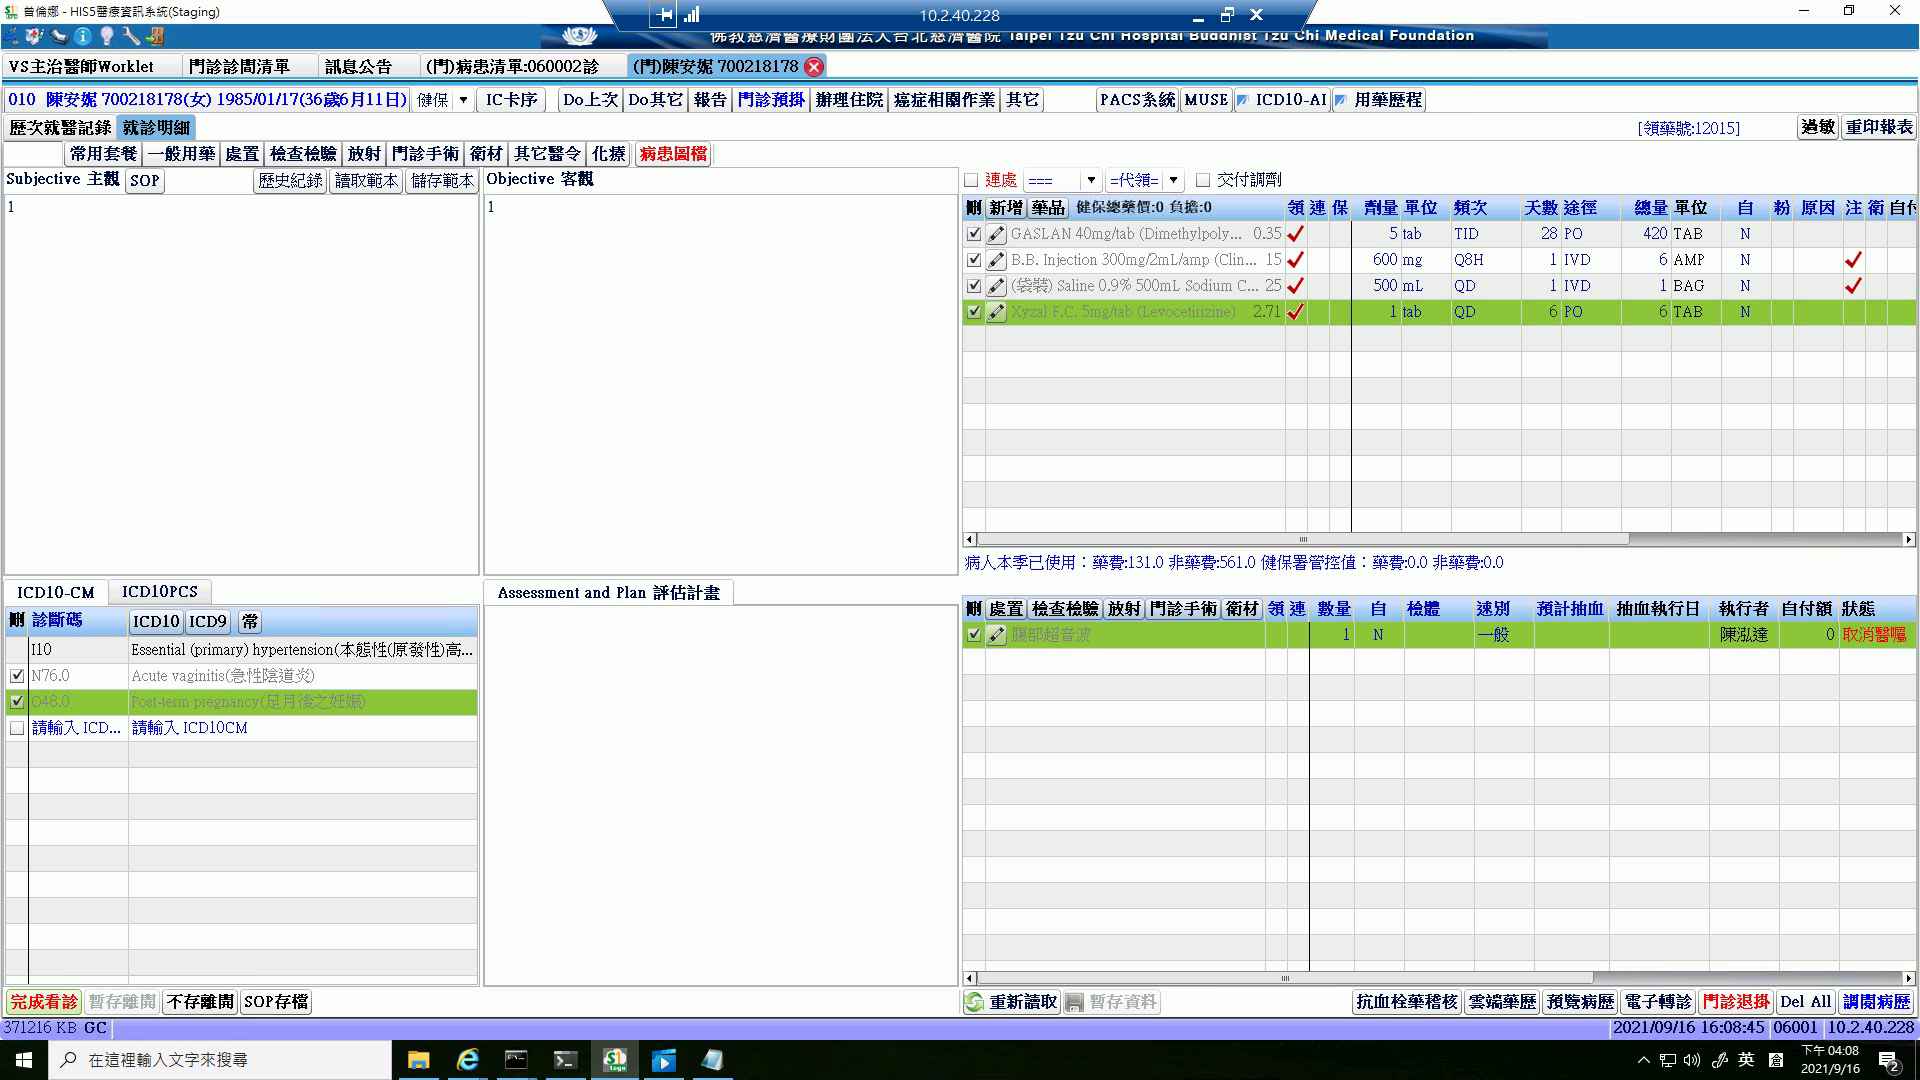 曾倫娜 - HIS5醫療資訊系統(Staging)
10.2.40.228
佛教慈濟醫療財團法人台北慈濟醫院 Taipei Tzu Chi Hospital Buddhist Tzu Chi Medical Foundation
VS主治醫師Worklet 門診診間清單 訊息公告 (門)病患清單:060002診 (門)陳安妮 700218178
010 陳安妮 700218178(女) 1985/01/17(36歲6月11日) 健保 IC卡序 Do上次 Do其它 報告 門診預掛 辦理住院 癌症相關作業 其它 PACS系統 MUSE ICD10-AI 用藥歷程
歷次就醫記錄 就診明細 [領藥號:12015] 過敏 重印報表
常用套餐 一般用藥 處置 檢查檢驗 放射 門診手術 衛材 其它醫令 化療 病患圖檔
Subjective 主觀 SOP 歷史紀錄 讀取範本 儲存範本
1
Objective 客觀
1
連處 === =代領= 交付調劑
刪 新增 藥品 健保總藥價:0 負擔:0 領 連 保 劑量 單位 頻次 天數 途徑 總量 單位 自 粉 原因 注 衛 自付
GASLAN 40mg/tab (Dimethylpoly... 0.35 5 tab TID 28 PO 420 TAB N
B.B. Injection 300mg/2mL/amp (Clin... 15 600 mg Q8H 1 IVD 6 AMP N
(袋裝) Saline 0.9% 500mL Sodium C... 25 500 mL QD 1 IVD 1 BAG N
Xyzal F.C. 5mg/tab (Levocetirizine) 2.71 1 tab QD 6 PO 6 TAB N
病人本季已使用：藥費:131.0 非藥費:561.0 健保署管控值：藥費:0.0 非藥費:0.0
ICD10-CM ICD10PCS
刪 診斷碼 ICD10 ICD9 常
I10 Essential (primary) hypertension(本態性(原發性)高...
N76.0 Acute vaginitis(急性陰道炎)
O48.0 Post-term pregnancy(足月後之妊娠)
請輸入 ICD... 請輸入 ICD10CM
Assessment and Plan 評估計畫
刪 處置 檢查檢驗 放射 門診手術 衛材 領 連 數量 自 檢體 速別 預計抽血 抽血執行日 執行者 自付額 狀態
腹部超音波 1 N 一般 陳泓達 0 取消醫囑
完成看診 暫存離開 不存離開 SOP存檔 重新讀取 暫存資料 抗血栓藥稽核 雲端藥歷 預覽病歷 電子轉診 門診退掛 Del All 調閱病歷
371216 KB GC 2021/09/16 16:08:45 06001 10.2.40.228
在這裡輸入文字來搜尋
英
下午 04:08
2021/9/16
2